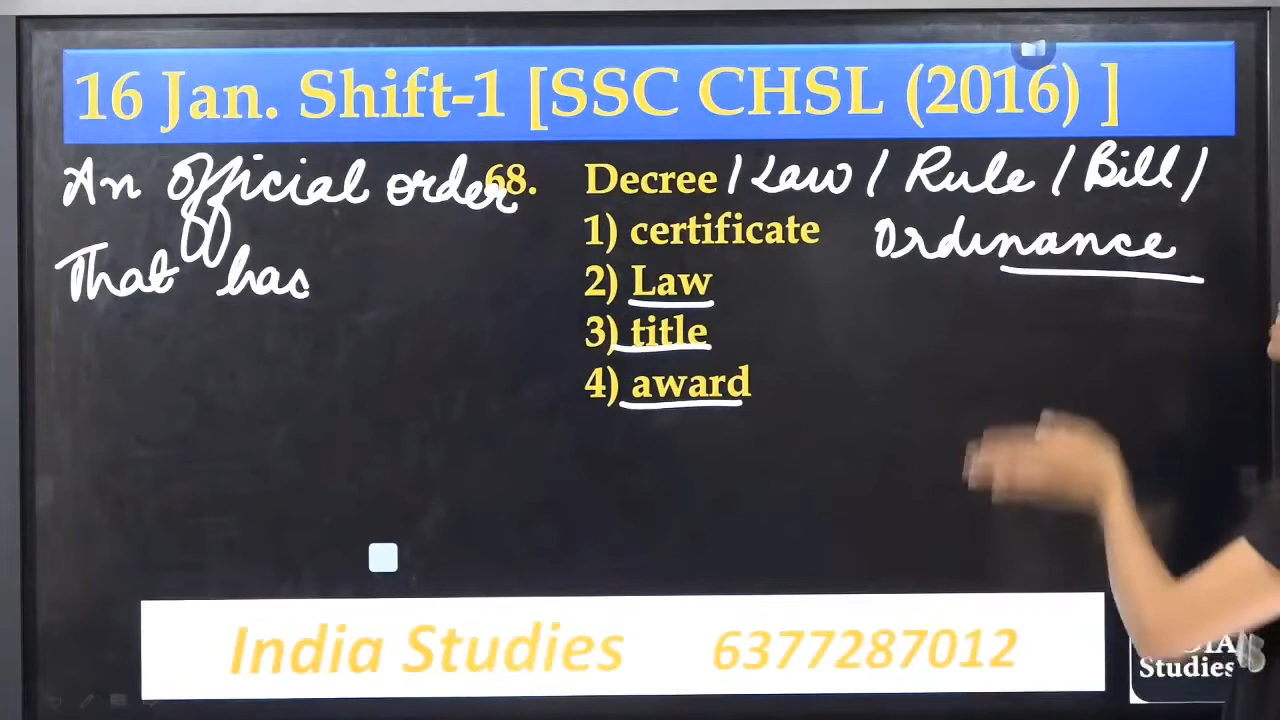 16 Jan. Shift-1 [SSC CHSL (2016) ]
An official order
That has
68. Decree / Law / Rule / Bill /
Ordinance
1) certificate
2) Law
3) title
4) award
India Studies 6377287012
Studies